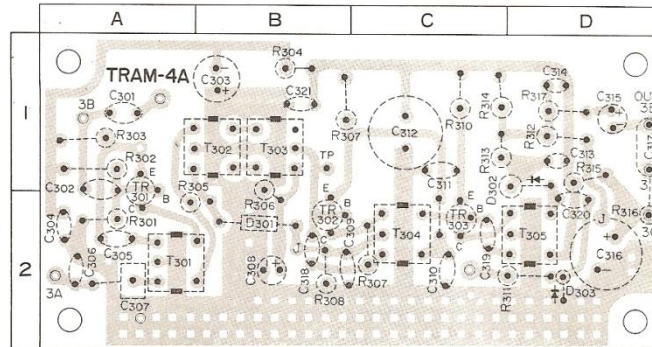 A B C D
1
TRAM-4A
C303
R304
C301
3B
R303
C321
R307
C312
R310
R314
C314
R317
C315
OU
3E
R312
C317
T302
T303
TP
R302
E
C302
TR
301
B
R305
R306
E
TR
302
B
C311
R313
D302
C313
R315
2
C304
R301
C305
C306
T301
3A
C307
D301
J
C
C308
C318
C309
R308
R307
T304
E
TR
303
B
C
C310
C319
T305
C320
J
R316
C316
R311
D303